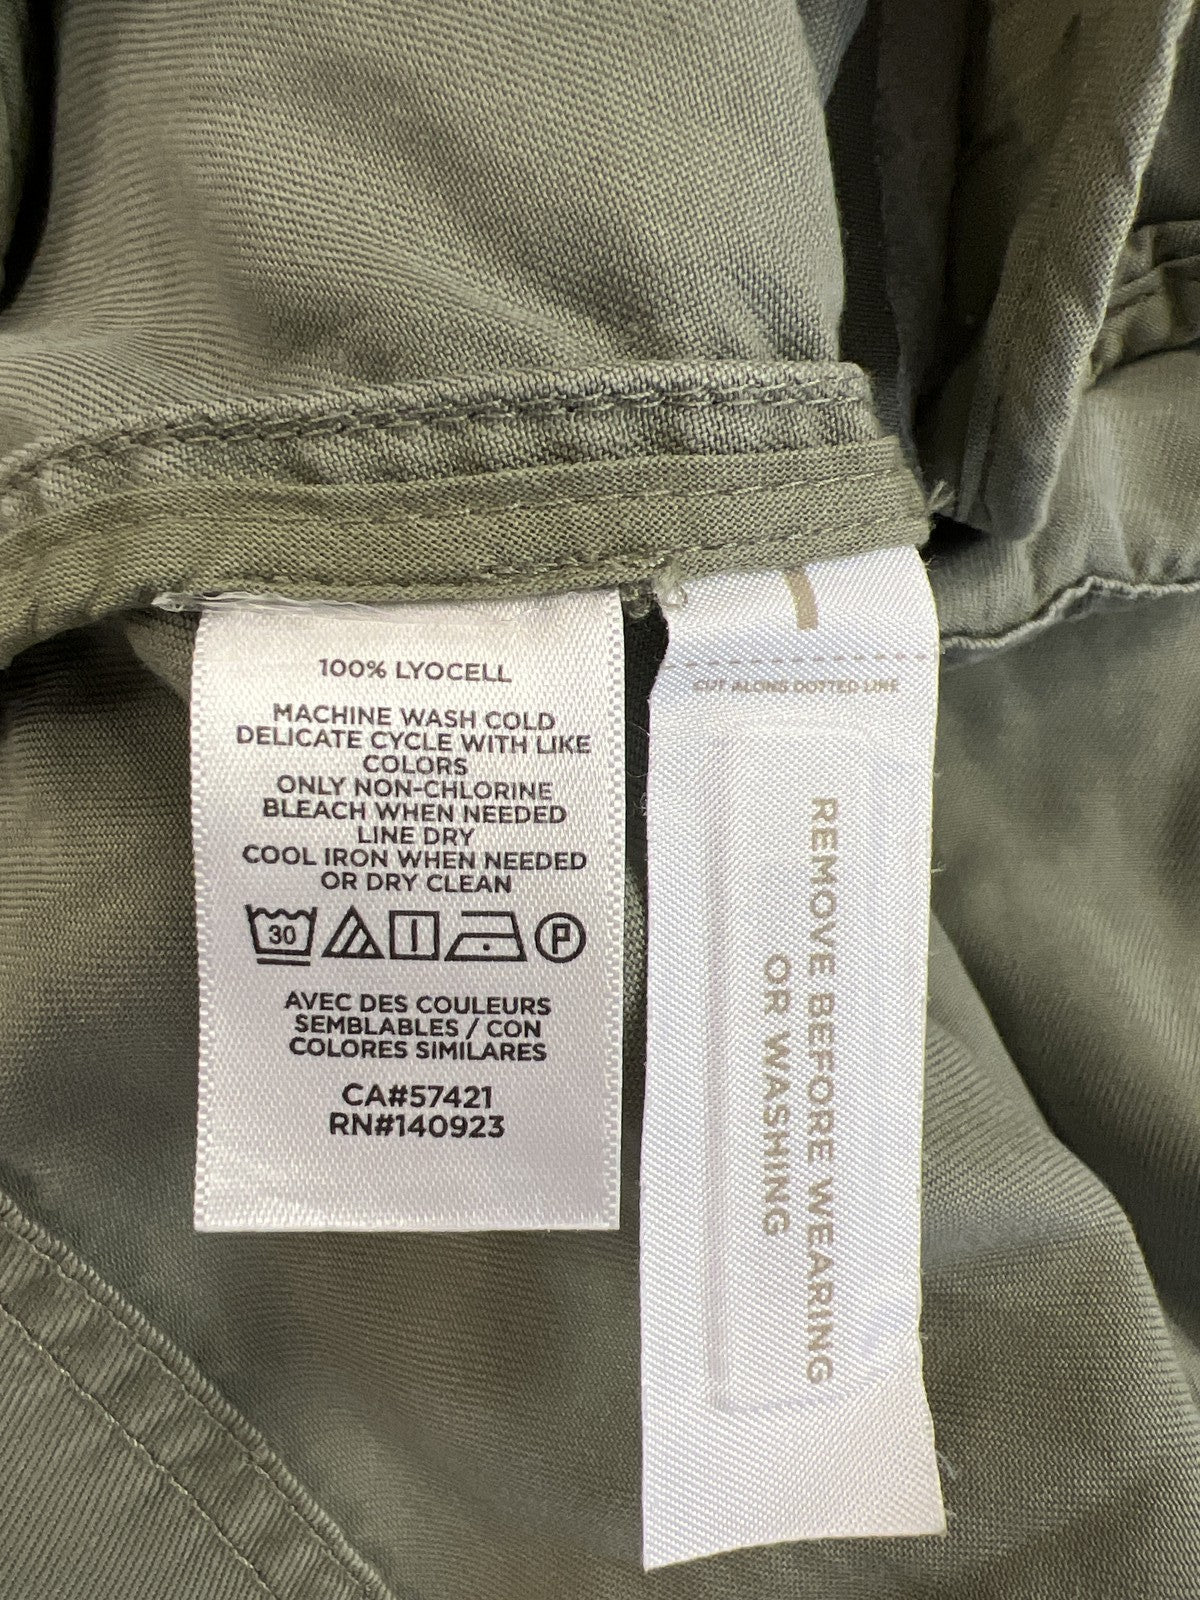 100% LYOCELL
MACHINE WASH COLD
DELICATE CYCLE WITH LIKE
COLORS
ONLY NON-CHLORINE
BLEACH WHEN NEEDED
LINE DRY
COOL IRON WHEN NEEDED
OR DRY CLEAN
30
P
AVEC DES COULEURS
SEMBLABLES / CON
COLORES SIMILARES
CA#57421
RN#140923
CUT ALONG DOTTED LINE
REMOVE BEFORE WEARING
OR WASHING